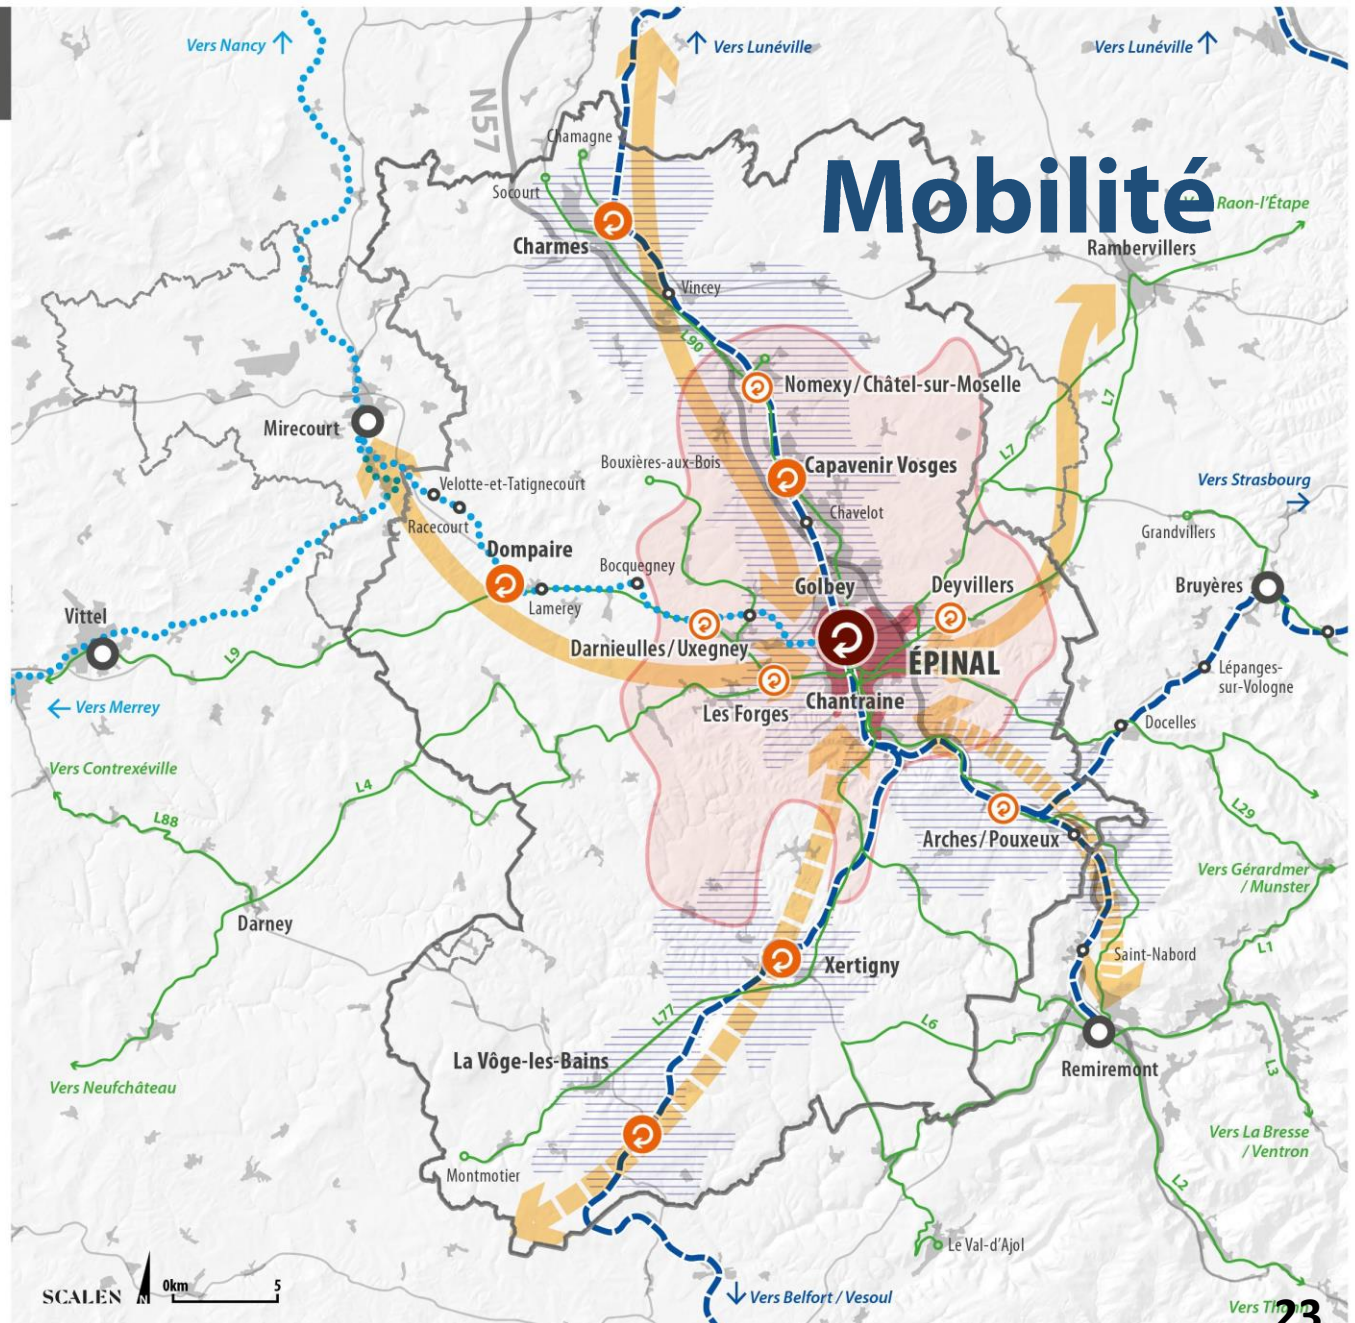 Vers Nancy
Vers Lunéville
Vers Lunéville
N57
Chamagne
Mobilité
Socourt
Raon-l'Étape
Charmes
Rambervillers
Vincey
L90
Nomexy/Châtel-sur-Moselle
L7
Mirecourt
Bouxières-aux-Bois
Capavenir Vosges
L7
Velotte-et-Tatignecourt
Vers Strasbourg
Racecourt
Chavelot
Grandvillers
Dompaire
Bocquegney
Golbey
Deyvillers
Bruyères
Lamerey
Vittel
Darnieulles/Uxegney
L9
ÉPINAL
Lépanges-
sur-Vologne
Vers Merrey
Les Forges
Chantraine
Docelles
Vers Contrexéville
L4
L88
L29
Arches/Pouxeux
Vers Gérardmer
/ Munster
Darney
L1
Xertigny
Saint-Nabord
L77
L6
La Vôge-les-Bains
Remiremont
L3
Vers Neufchâteau
Vers La Bresse
/ Ventron
Montmotier
L2
Le Val-d'Ajol
SCALEN
N
0km 5
Vers Belfort / Vesoul
Vers
23